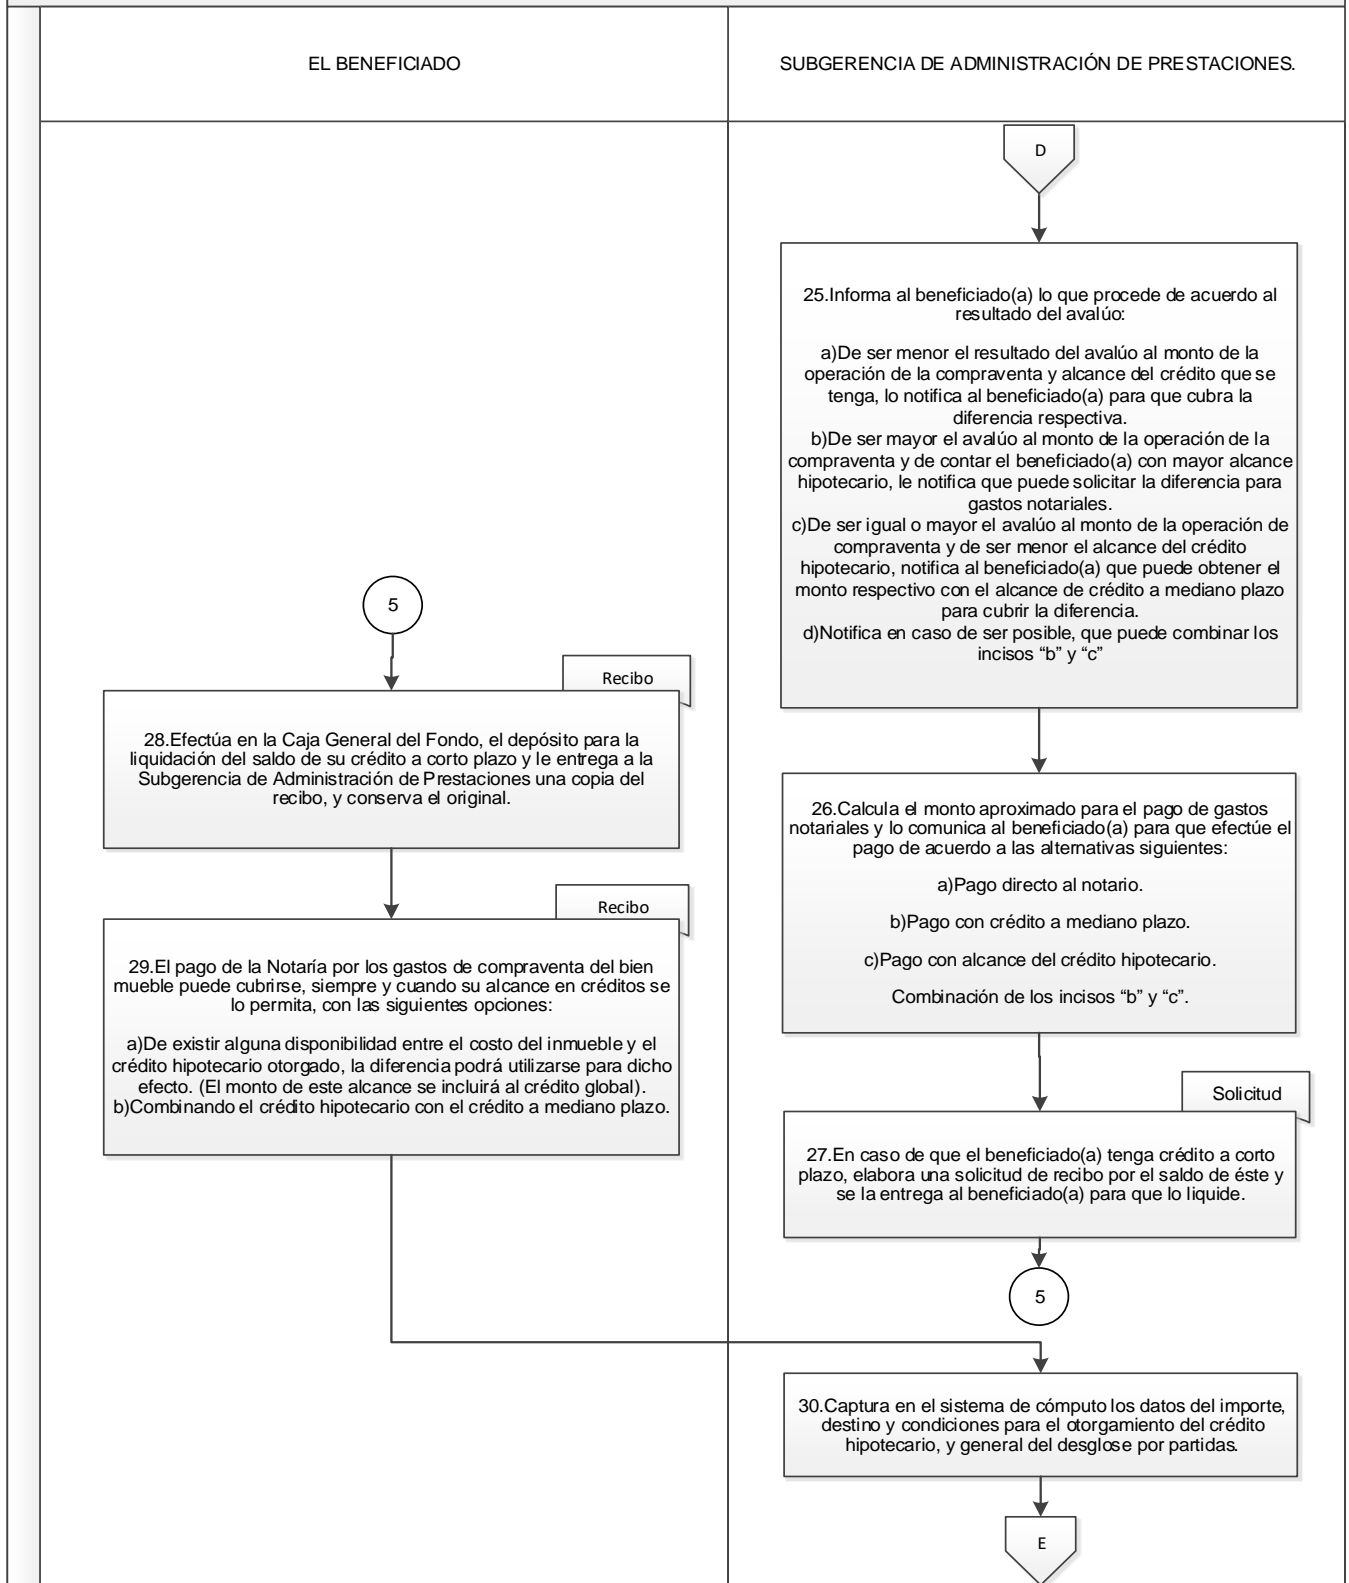 EL BENEFICIADO
SUBGERENCIA DE ADMINISTRACIÓN DE PRESTACIONES.
D
25.Informa al beneficiado(a) lo que procede de acuerdo al
resultado del avalúo:
a)De ser menor el resultado del avalúo al monto de la
operación de la compraventa y alcance del crédito que se
tenga, lo notifica al beneficiado(a) para que cubra la
diferencia respectiva.
b)De ser mayor el avalúo al monto de la operación de la
compraventa y de contar el beneficiado(a) con mayor alcance
hipotecario, le notifica que puede solicitar la diferencia para
gastos notariales.
c)De ser igual o mayor el avalúo al monto de la operación de
compraventa y de ser menor el alcance del crédito
hipotecario, notifica al beneficiado(a) que puede obtener el
monto respectivo con el alcance de crédito a mediano plazo
para cubrir la diferencia.
d)Notifica en caso de ser posible, que puede combinar los
incisos “b” y “c”
26.Calcula el monto aproximado para el pago de gastos
notariales y lo comunica al beneficiado(a) para que efectúe el
pago de acuerdo a las alternativas siguientes:
a)Pago directo al notario.
b)Pago con crédito a mediano plazo.
c)Pago con alcance del crédito hipotecario.
Combinación de los incisos “b” y “c”.
Solicitud
27.En caso de que el beneficiado(a) tenga crédito a corto
plazo, elabora una solicitud de recibo por el saldo de éste y
se la entrega al beneficiado(a) para que lo liquide.
5
5
Recibo
28.Efectúa en la Caja General del Fondo, el depósito para la
liquidación del saldo de su crédito a corto plazo y le entrega a la
Subgerencia de Administración de Prestaciones una copia del
recibo, y conserva el original.
Recibo
29.El pago de la Notaría por los gastos de compraventa del bien
mueble puede cubrirse, siempre y cuando su alcance en créditos se
lo permita, con las siguientes opciones:
a)De existir alguna disponibilidad entre el costo del inmueble y el
crédito hipotecario otorgado, la diferencia podrá utilizarse para dicho
efecto. (El monto de este alcance se incluirá al crédito global).
b)Combinando el crédito hipotecario con el crédito a mediano plazo.
30.Captura en el sistema de cómputo los datos del importe,
destino y condiciones para el otorgamiento del crédito
hipotecario, y general del desglose por partidas.
E